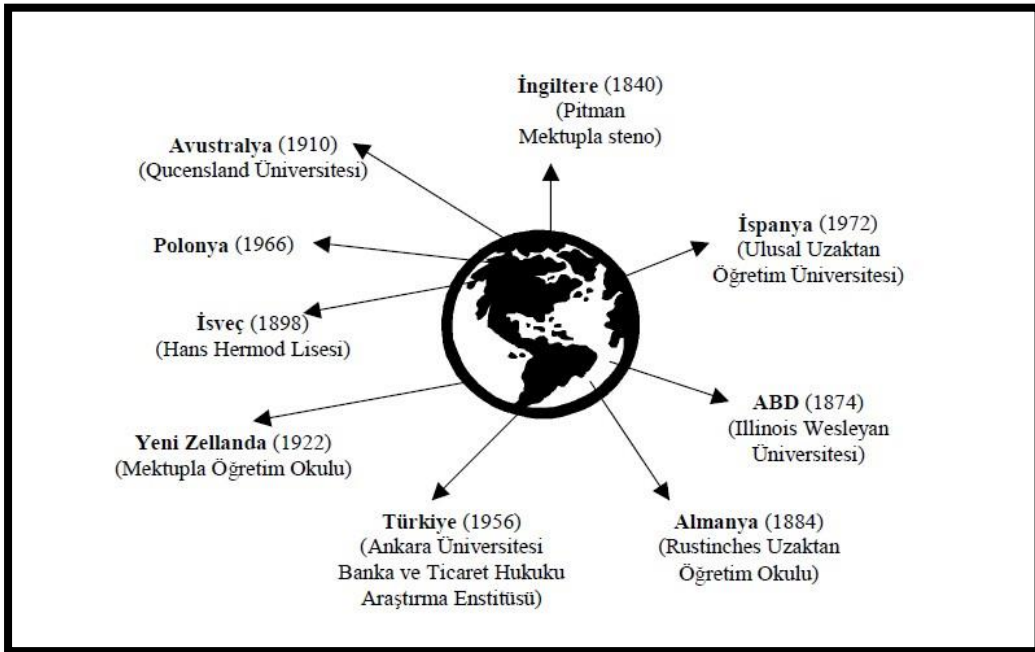 İngiltere (1840)
(Pitman
Mektupla steno)
Avustralya (1910)
(Qucensland Üniversitesi)
İspanya (1972)
(Ulusal Uzaktan
Öğretim Üniversitesi)
Polonya (1966)
İsveç (1898)
(Hans Hermod Lisesi)
ABD (1874)
(Illinois Wesleyan
Üniversitesi)
Yeni Zellanda (1922)
(Mektupla Öğretim Okulu)
Türkiye (1956)
(Ankara Üniversitesi
Banka ve Ticaret Hukuku
Araştırma Enstitüsü)
Almanya (1884)
(Rustinches Uzaktan
Öğretim Okulu)